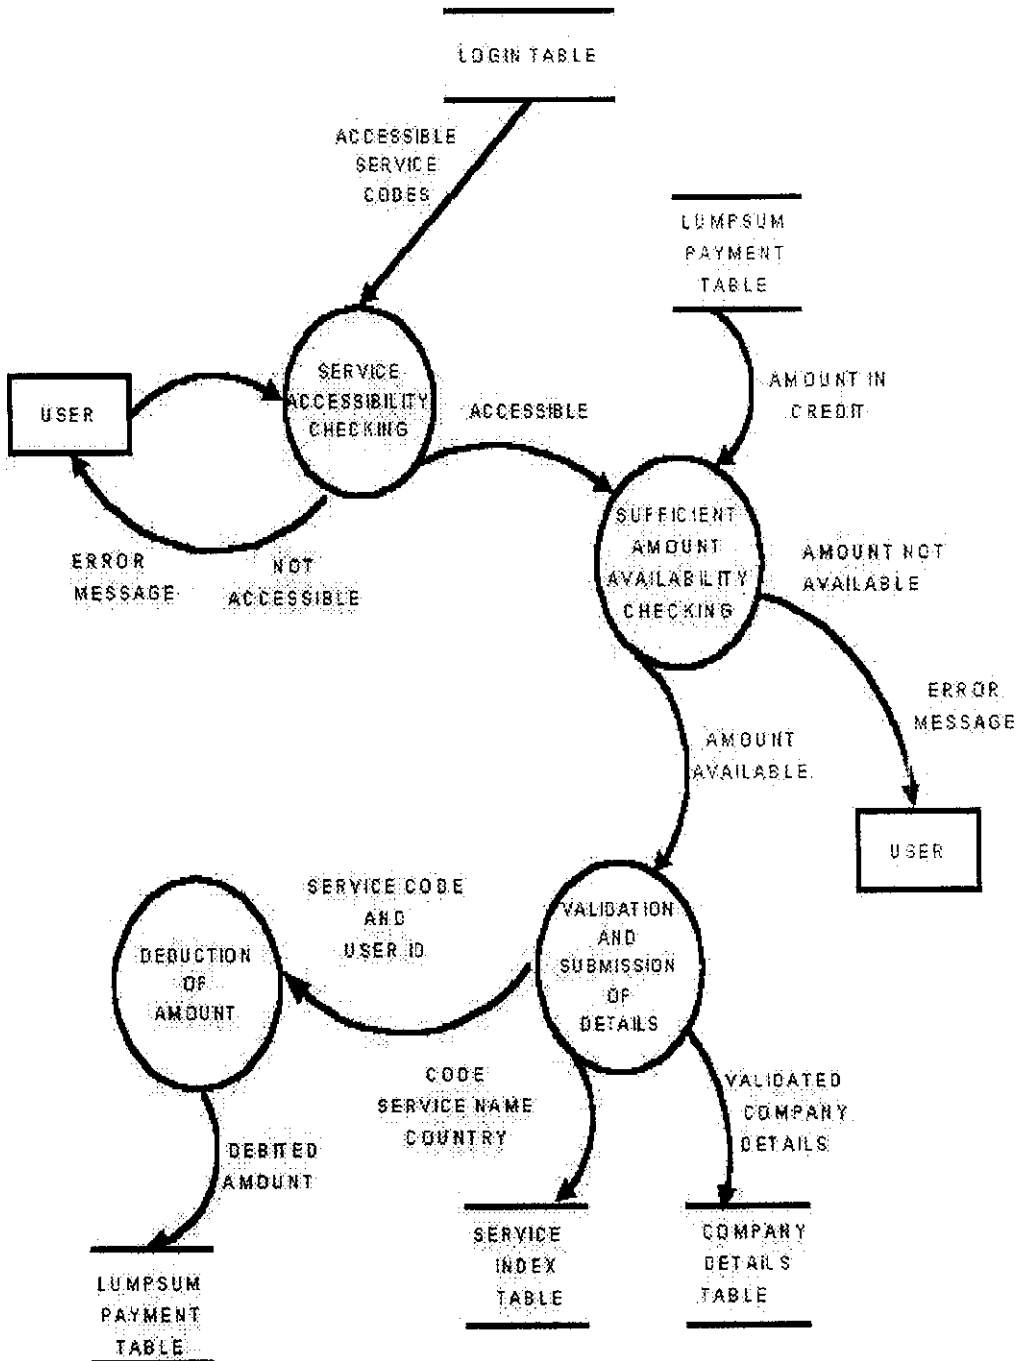 LOGIN TABLE
ACCESSIBLE
SERVICE
CODES
LUMPSUM
PAYMENT
TABLE
AMOUNT IN
CREDIT
USER
SERVICE
ACCESSIBILITY
CHECKING
ACCESSIBLE
ERROR
MESSAGE
NOT
ACCESSIBLE
SUFFICIENT
AMOUNT
AVAILABILITY
CHECKING
AMOUNT NOT
AVAILABLE
ERROR
MESSAGE
AMOUNT
AVAILABLE
USER
SERVICE CODE
AND
USER ID
VALIDATION
AND
SUBMISSION
OF
DETAILS
DEDUCTION
OF
AMOUNT
CODE
SERVICE NAME
COUNTRY
VALIDATED
COMPANY
DETAILS
DEBITED
AMOUNT
SERVICE
INDEX
TABLE
COMPANY
DETAILS
TABLE
LUMPSUM
PAYMENT
TABLE